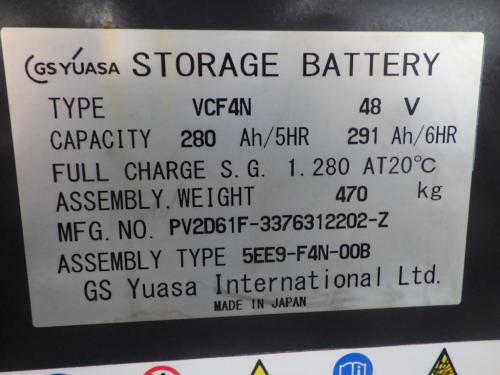 GS YUASA STORAGE BATTERY
TYPE VCF4N 48 V
CAPACITY 280 Ah/5HR 291 Ah/6HR
FULL CHARGE S.G. 1.280 AT20℃
ASSEMBLY.WEIGHT 470 kg
MFG.NO. PV2D61F-3376312202-Z
ASSEMBLY TYPE 5EE9-F4N-00B
GS Yuasa International Ltd.
MADE IN JAPAN